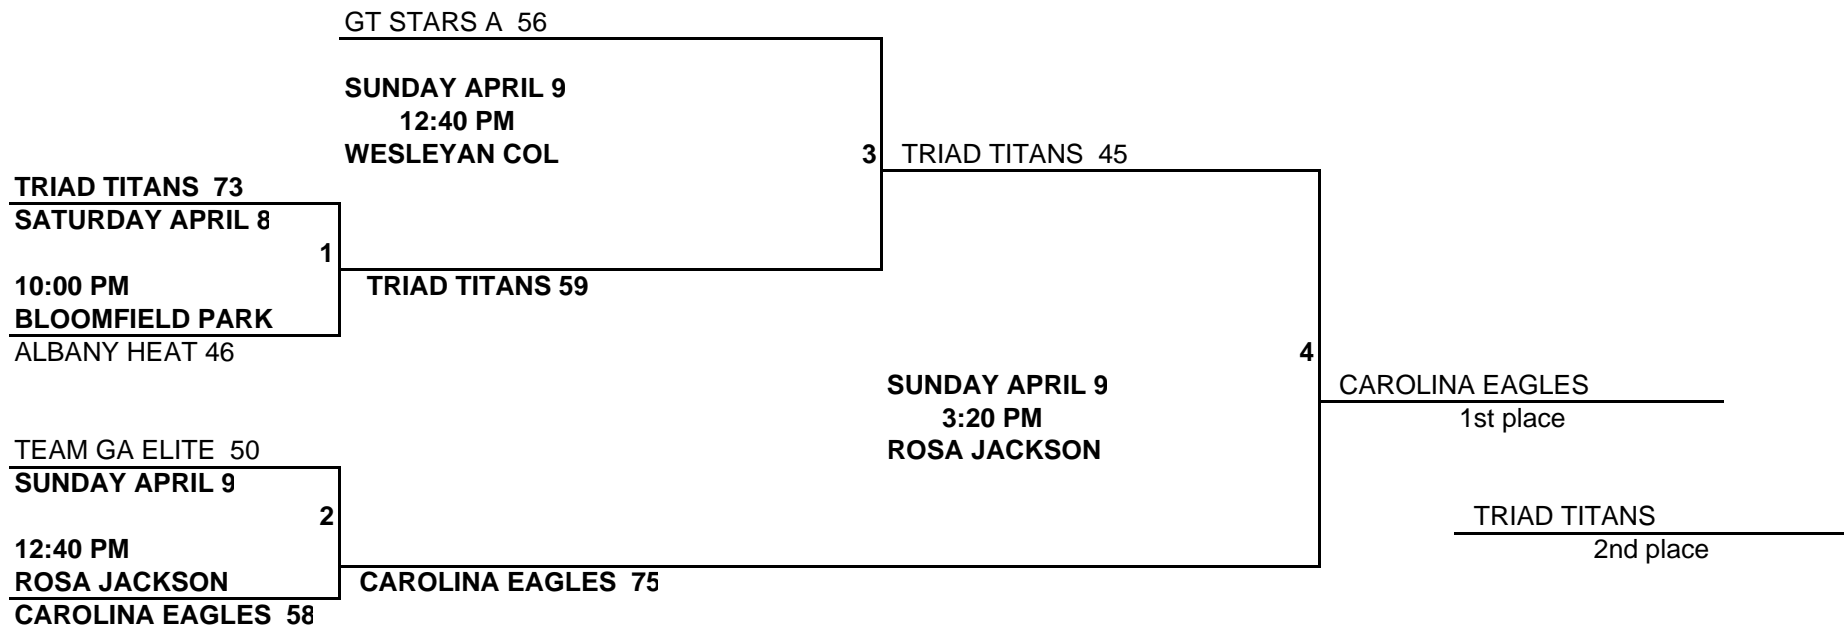 GT STARS A  56
SUNDAY APRIL 9
12:40 PM
WESLEYAN COL
3
TRIAD TITANS  45
TRIAD TITANS  73
SATURDAY APRIL 8
1
10:00 PM
TRIAD TITANS 59
BLOOMFIELD PARK
ALBANY HEAT 46
4
SUNDAY APRIL 9
3:20 PM
ROSA JACKSON
CAROLINA EAGLES
1st place
TEAM GA ELITE  50
SUNDAY APRIL 9
2
12:40 PM
ROSA JACKSON
CAROLINA EAGLES  75
CAROLINA EAGLES  58
TRIAD TITANS
2nd place